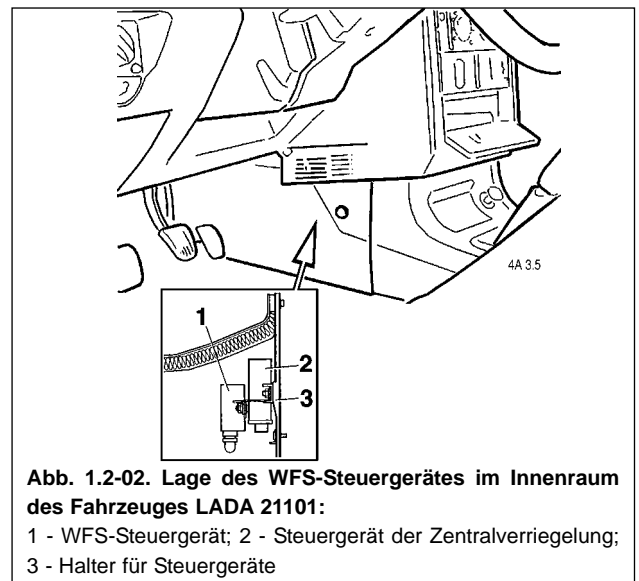 4A 3.5
1
2
3
Abb. 1.2-02. Lage des WFS-Steuergerätes im Innenraum
des Fahrzeuges LADA 21101:
1 - WFS-Steuergerät; 2 - Steuergerät der Zentralverriegelung;
3 - Halter für Steuergeräte